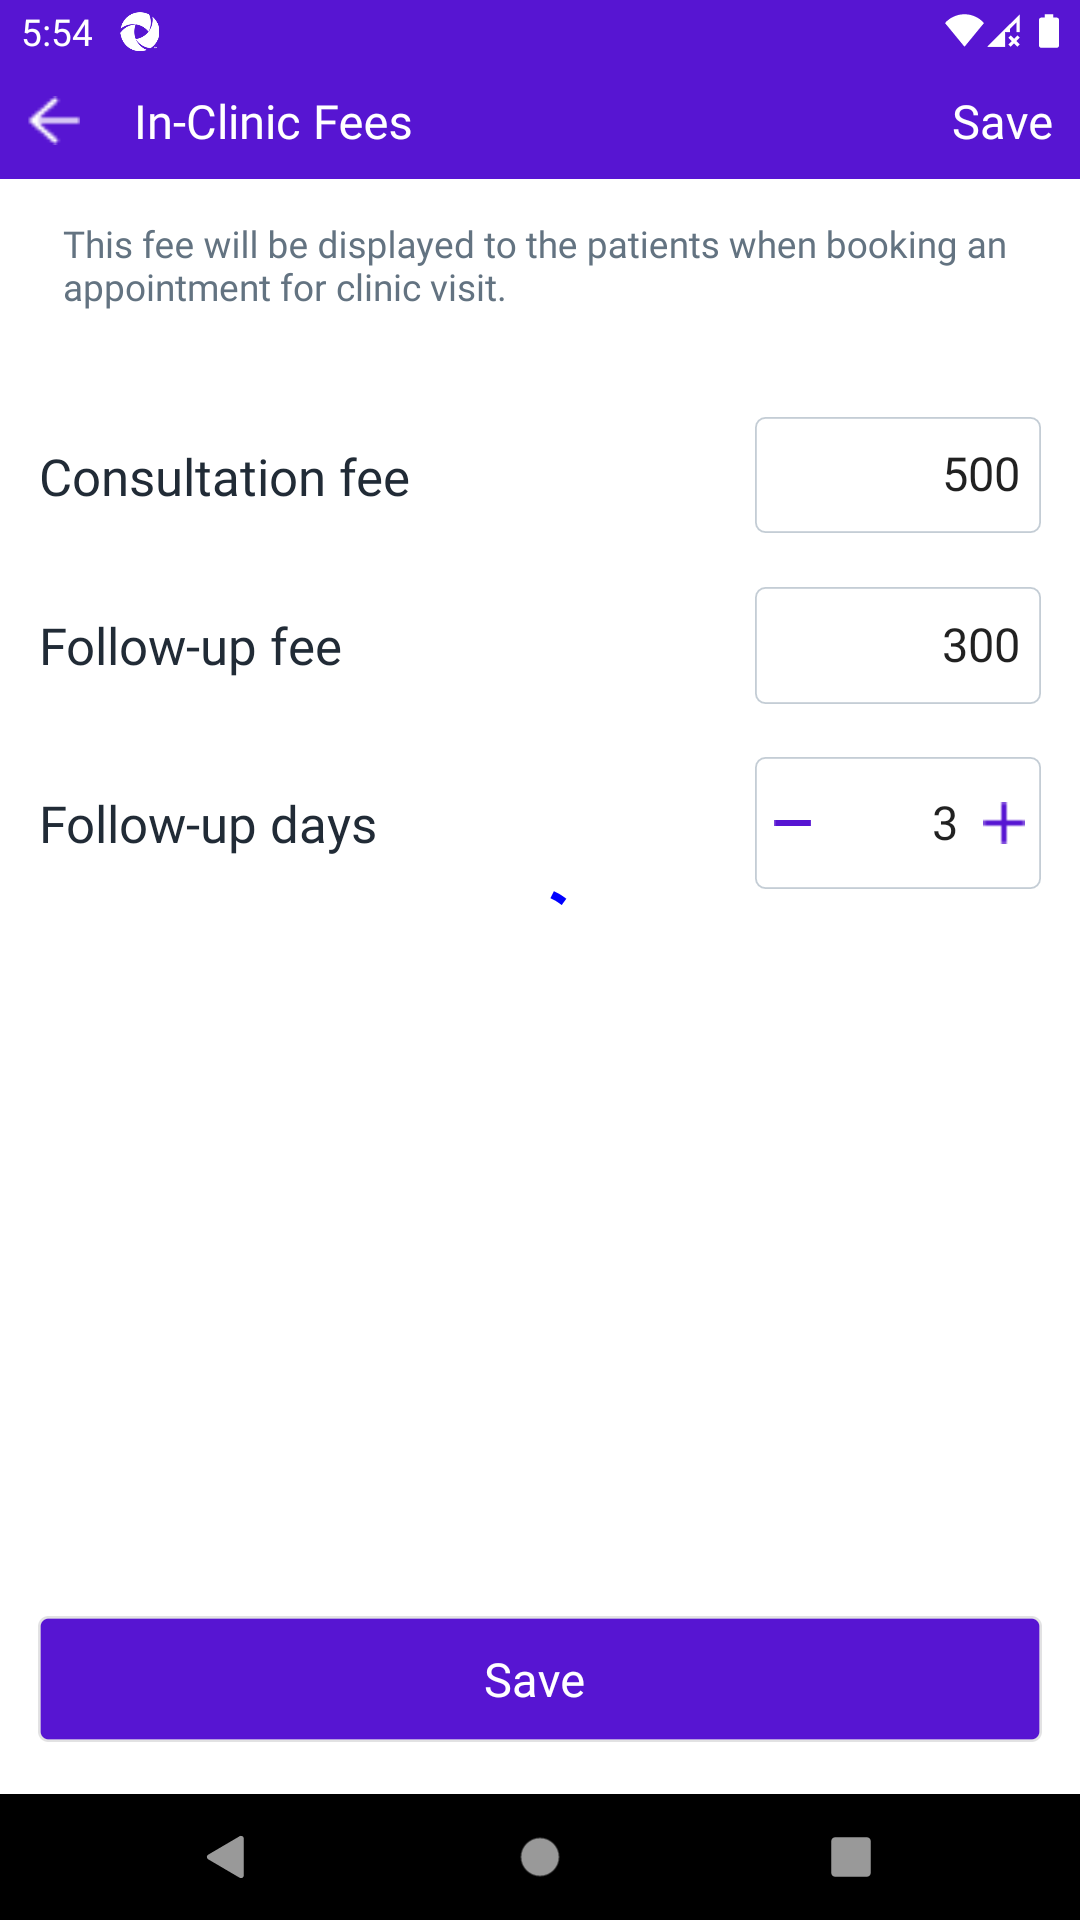 5:54
In-Clinic Fees
Save
This fee will be displayed to the patients when booking an
appointment for clinic visit.
Consultation fee
500
Follow-up fee
300
Follow-up days
3
Save